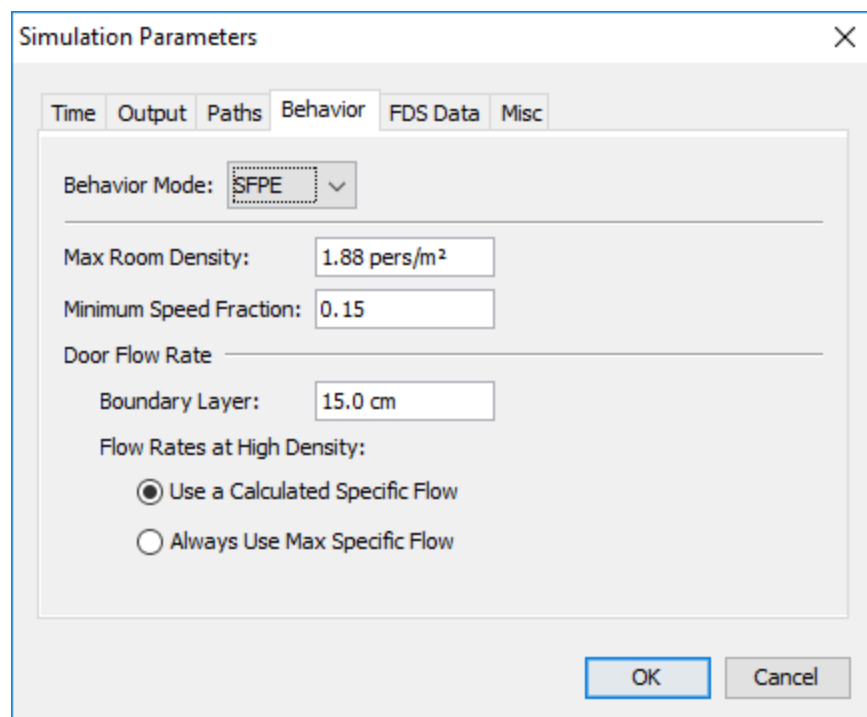 Simulation Parameters
Time Output Paths Behavior FDS Data Misc
Behavior Mode: SFPE
Max Room Density: 1.88 pers/m²
Minimum Speed Fraction: 0.15
Door Flow Rate
Boundary Layer: 15.0 cm
Flow Rates at High Density:
Use a Calculated Specific Flow
Always Use Max Specific Flow
OK Cancel